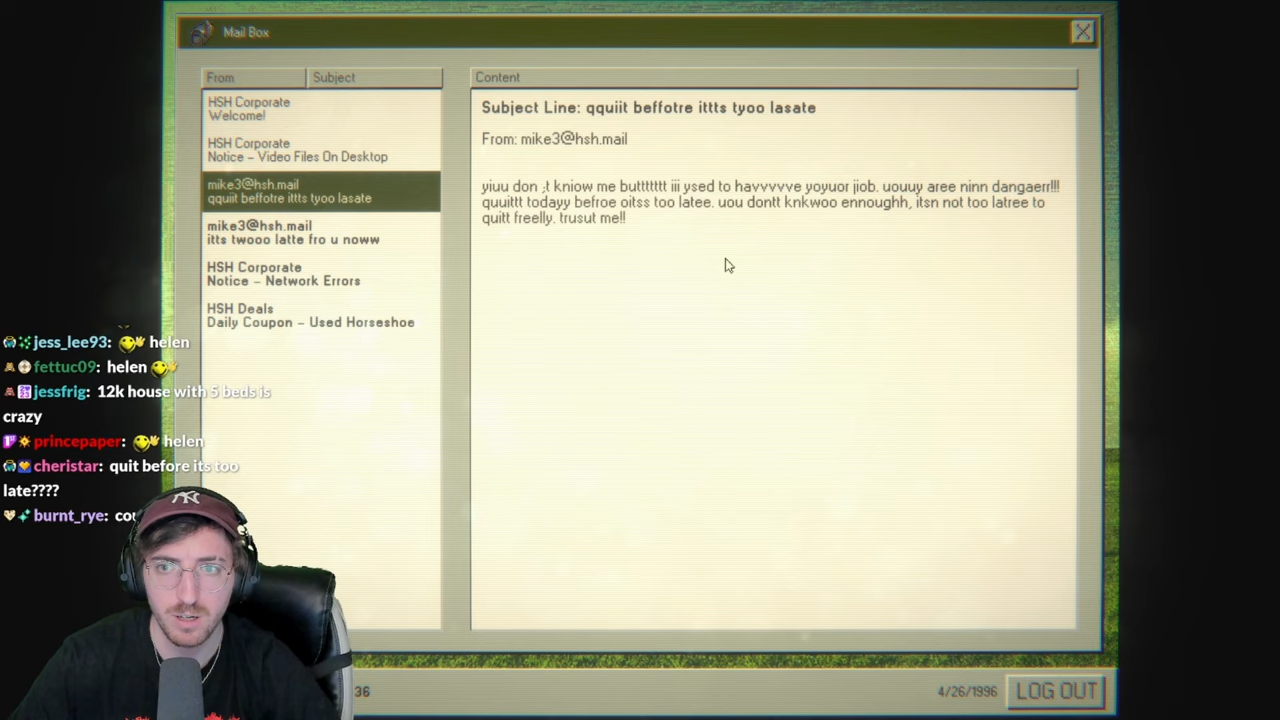 Mail Box
From
Subject
Content
HSH Corporate
Welcome!
HSH Corporate
Notice - Video Files On Desktop
mike3@hsh.mail
qquiit beffotre ittts tyoo lasate
mike3@hsh.mail
itts twooo latte fro u noww
HSH Corporate
Notice - Network Errors
HSH Deals
Daily Coupon - Used Horseshoe
Subject Line: qquiit beffotre ittts tyoo lasate
From: mike3@hsh.mail
yiuu don ;t kniow me buttttttt iii ysed to havvvvve yoyuor jiob. uouyy aree ninn dangaerr!!!
quuittt todayy befroe oitss too latee. uou dontt knkwoo ennoughh, itsn not too latree to
quitt freelly. trusut me!!
jess_lee93: helen
fettuc09: helen
jessfrig: 12k house with 5 beds is
crazy
princepaper: helen
cheristar: quit before its too
late????
burnt_rye:
36
4/26/1996
LOG OUT